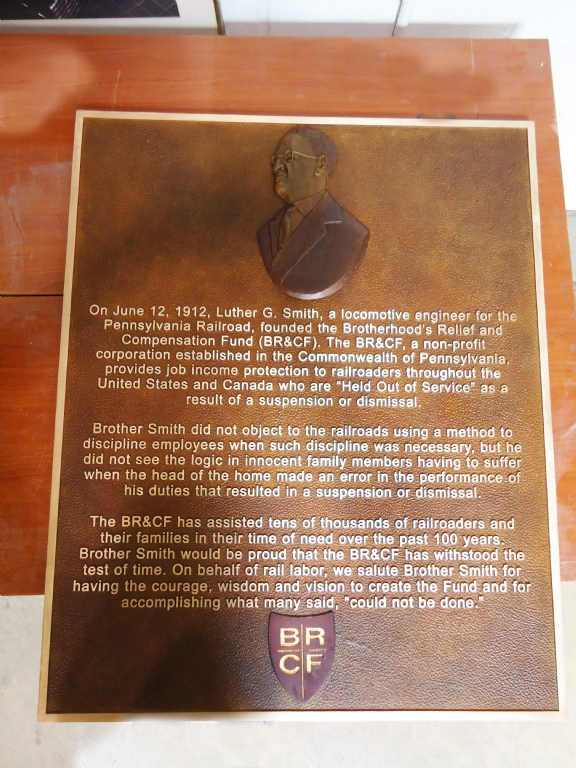 On June 12, 1912, Luther G. Smith, a locomotive engineer for the
Pennsylvania Railroad, founded the Brotherhood's Relief and
Compensation Fund (BR&CF). The BR&CF, a non-profit
corporation established in the Commonwealth of Pennsylvania,
provides job income protection to railroaders throughout the
United States and Canada who are "Held Out of Service" as a
result of a suspension or dismissal.
Brother Smith did not object to the railroads using a method to
discipline employees when such discipline was necessary, but he
did not see the logic in innocent family members having to suffer
when the head of the home made an error in the performance of
his duties that resulted in a suspension or dismissal.
The BR&CF has assisted tens of thousands of railroaders and
their families in their time of need over the past 100 years.
Brother Smith would be proud that the BR&CF has withstood the
test of time. On behalf of rail labor, we salute Brother Smith for
having the courage, wisdom and vision to create the Fund and for
accomplishing what many said, "could not be done."
BR
CF